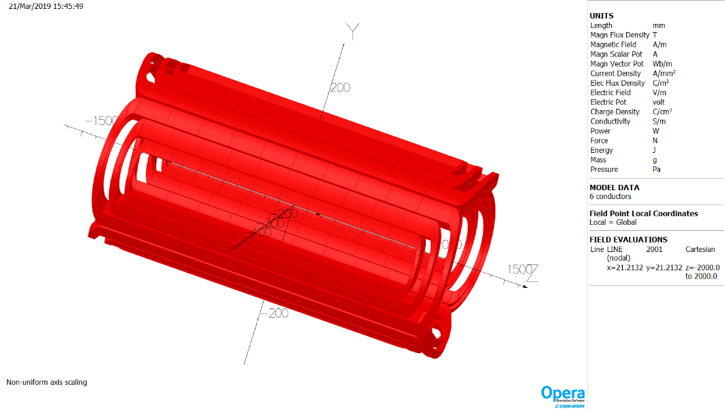 21/Mar/2019 15:45:49
Y
200
-1500
-200
1500
Z
-200
Non-uniform axis scaling
UNITS
Length mm
Magn Flux Density T
Magnetic Field A/m
Magn Scalar Pot A
Magn Vector Pot Wb/m
Current Density A/mm²
Elec Flux Density C/m²
Electric Field V/m
Electric Pot volt
Charge Density C/cm³
Conductivity S/m
Power W
Force N
Energy J
Mass g
Pressure Pa
MODEL DATA
6 conductors
Field Point Local Coordinates
Local = Global
FIELD EVALUATIONS
Line LINE 2001 Cartesian
(nodal)
x=21.2132 y=21.2132 z=-2000.0
to 2000.0
Opera
Simulation Software
COBHAM